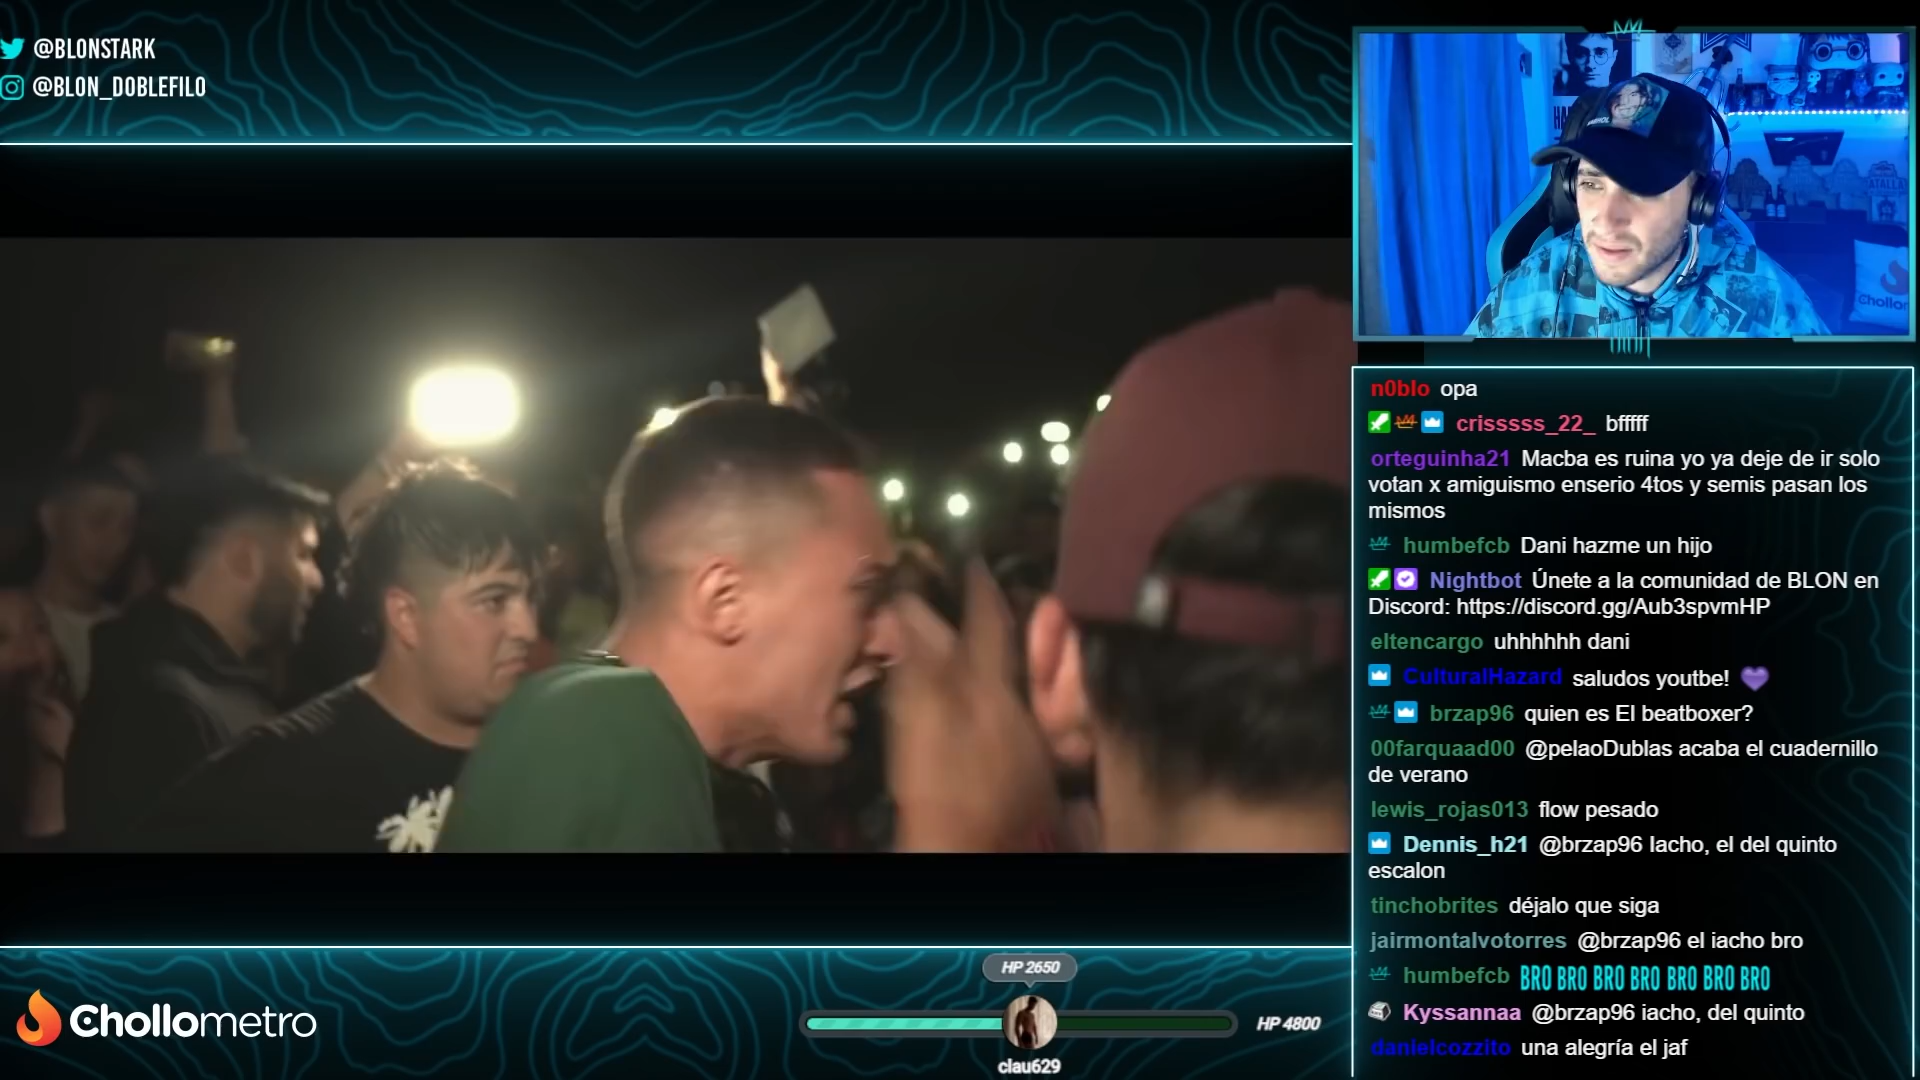 @BLONSTARK
@BLON_DOBLEFILO
n0blo opa
crisssss_22_ bfffff
orteguinha21 Macba es ruina yo ya deje de ir solo
votan x amiguismo enserio 4tos y semis pasan los
mismos
humbefcb Dani hazme un hijo
Nightbot Únete a la comunidad de BLON en
Discord: https://discord.gg/Aub3spvmHP
eltencargo uhhhhhh dani
CulturalHazard saludos youtbe!
brzap96 quien es El beatboxer?
00farquaad00 @pelaoDublas acaba el cuadernillo
de verano
lewis_rojas013 flow pesado
Dennis_h21 @brzap96 Iacho, el del quinto
escalon
tinchobrites déjalo que siga
jairmontalvotorres @brzap96 el iacho bro
humbefcb BRO BRO BRO BRO BRO BRO BRO
Kyssannaa @brzap96 iacho, del quinto
danielcozzito una alegría el jaf
HP 2650
Chollometro
HP 4800
clau629